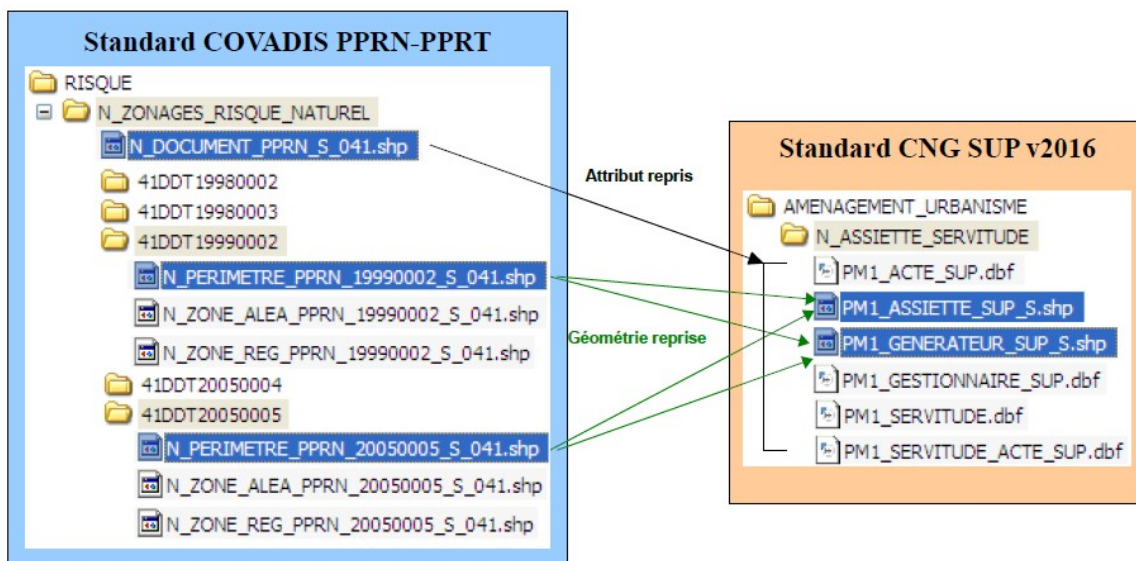 Standard COVADIS PPRN-PPRT
RISQUE
N_ZONAGES_RISQUE_NATUREL
N_DOCUMENT_PPRN_S_041.shp
41DDT19980002
41DDT19980003
41DDT19990002
N_PERIMETRE_PPRN_19990002_S_041.shp
N_ZONE_ALEA_PPRN_19990002_S_041.shp
N_ZONE_REG_PPRN_19990002_S_041.shp
41DDT20050004
41DDT20050005
N_PERIMETRE_PPRN_20050005_S_041.shp
N_ZONE_ALEA_PPRN_20050005_S_041.shp
N_ZONE_REG_PPRN_20050005_S_041.shp
Attribut repris
Géométrie reprise
Standard CNG SUP v2016
AMENAGEMENT_URBANISME
N_ASSIETTE_SERVITUDE
PM1_ACTE_SUP.dbf
PM1_ASSIETTE_SUP_S.shp
PM1_GENERATEUR_SUP_S.shp
PM1_GESTIONNAIRE_SUP.dbf
PM1_SERVITUDE.dbf
PM1_SERVITUDE_ACTE_SUP.dbf